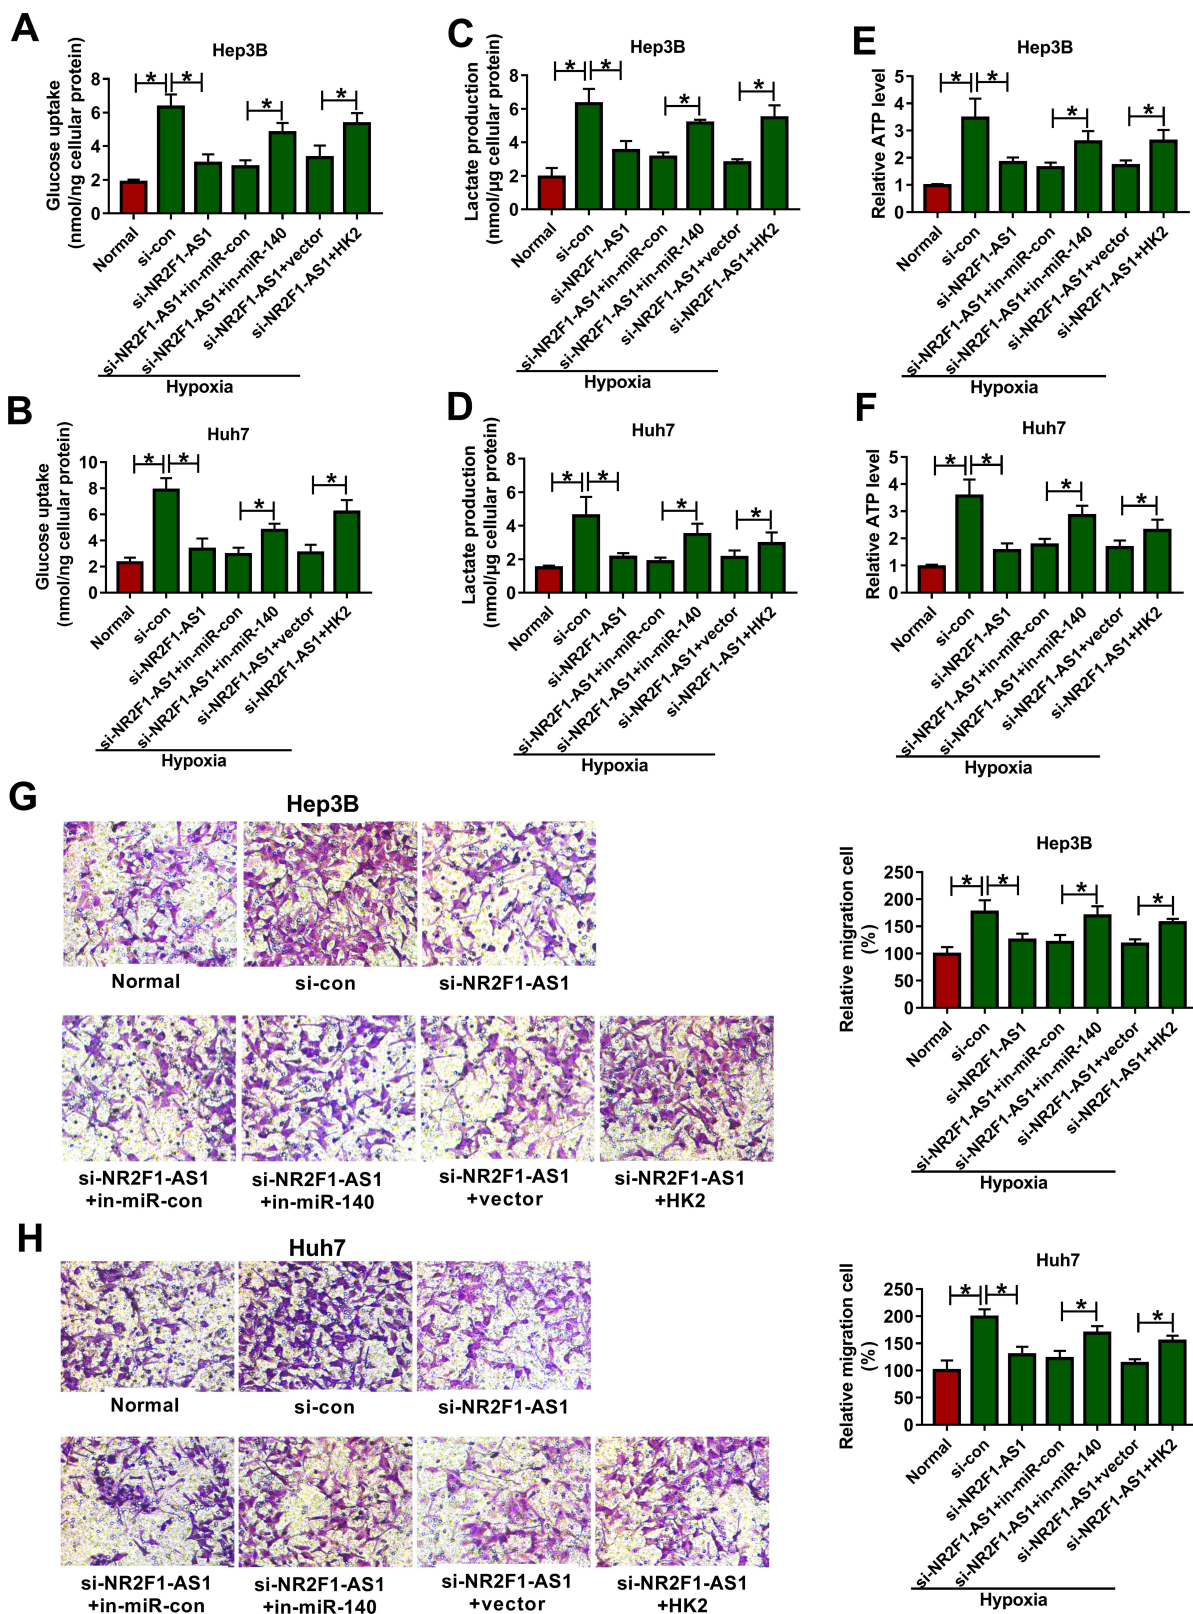 A
Hep3B
Glucose uptake
(nmol/ng cellular protein)
8
6
4
2
0
* * * *
Normal
si-con
si-NR2F1-AS1
si-NR2F1-AS1+in-miR-con
si-NR2F1-AS1+in-miR-140
si-NR2F1-AS1+vector
si-NR2F1-AS1+HK2
Hypoxia
C
Hep3B
Lactate production
(nmol/μg cellular protein)
8
6
4
2
0
* * * *
Normal
si-con
si-NR2F1-AS1
si-NR2F1-AS1+in-miR-con
si-NR2F1-AS1+in-miR-140
si-NR2F1-AS1+vector
si-NR2F1-AS1+HK2
Hypoxia
E
Hep3B
Relative ATP level
5
4
3
2
1
0
* * * *
Normal
si-con
si-NR2F1-AS1
si-NR2F1-AS1+in-miR-con
si-NR2F1-AS1+in-miR-140
si-NR2F1-AS1+vector
si-NR2F1-AS1+HK2
Hypoxia
B
Huh7
Glucose uptake
(nmol/ng cellular protein)
10
8
6
4
2
0
* * * *
Normal
si-con
si-NR2F1-AS1
si-NR2F1-AS1+in-miR-con
si-NR2F1-AS1+in-miR-140
si-NR2F1-AS1+vector
si-NR2F1-AS1+HK2
Hypoxia
D
Huh7
Lactate production
(nmol/μg cellular protein)
8
6
4
2
0
* * * *
Normal
si-con
si-NR2F1-AS1
si-NR2F1-AS1+in-miR-con
si-NR2F1-AS1+in-miR-140
si-NR2F1-AS1+vector
si-NR2F1-AS1+HK2
Hypoxia
F
Huh7
Relative ATP level
5
4
3
2
1
0
* * * *
Normal
si-con
si-NR2F1-AS1
si-NR2F1-AS1+in-miR-con
si-NR2F1-AS1+in-miR-140
si-NR2F1-AS1+vector
si-NR2F1-AS1+HK2
Hypoxia
G
Hep3B
Normal
si-con
si-NR2F1-AS1
si-NR2F1-AS1
+in-miR-con
si-NR2F1-AS1
+in-miR-140
si-NR2F1-AS1
+vector
si-NR2F1-AS1
+HK2
Hep3B
Relative migration cell
(%)
250
200
150
100
50
0
* * * *
Normal
si-con
si-NR2F1-AS1
si-NR2F1-AS1+in-miR-con
si-NR2F1-AS1+in-miR-140
si-NR2F1-AS1+vector
si-NR2F1-AS1+HK2
Hypoxia
H
Huh7
Normal
si-con
si-NR2F1-AS1
si-NR2F1-AS1
+in-miR-con
si-NR2F1-AS1
+in-miR-140
si-NR2F1-AS1
+vector
si-NR2F1-AS1
+HK2
Huh7
Relative migration cell
(%)
250
200
150
100
50
0
* * * *
Normal
si-con
si-NR2F1-AS1
si-NR2F1-AS1+in-miR-con
si-NR2F1-AS1+in-miR-140
si-NR2F1-AS1+vector
si-NR2F1-AS1+HK2
Hypoxia